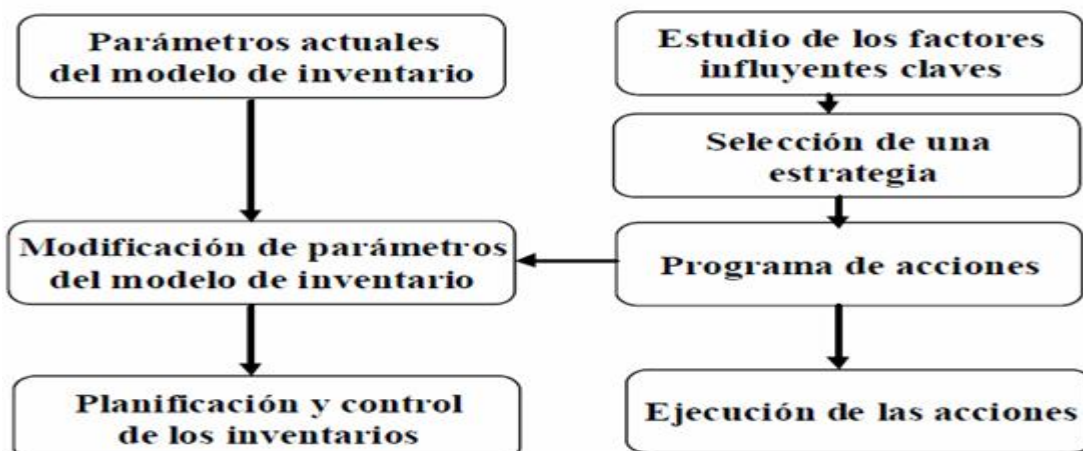 Parámetros actuales
del modelo de inventario
Modificación de parámetros
del modelo de inventario
Planificación y control
de los inventarios
Estudio de los factores
influyentes claves
Selección de una
estrategia
Programa de acciones
Ejecución de las acciones